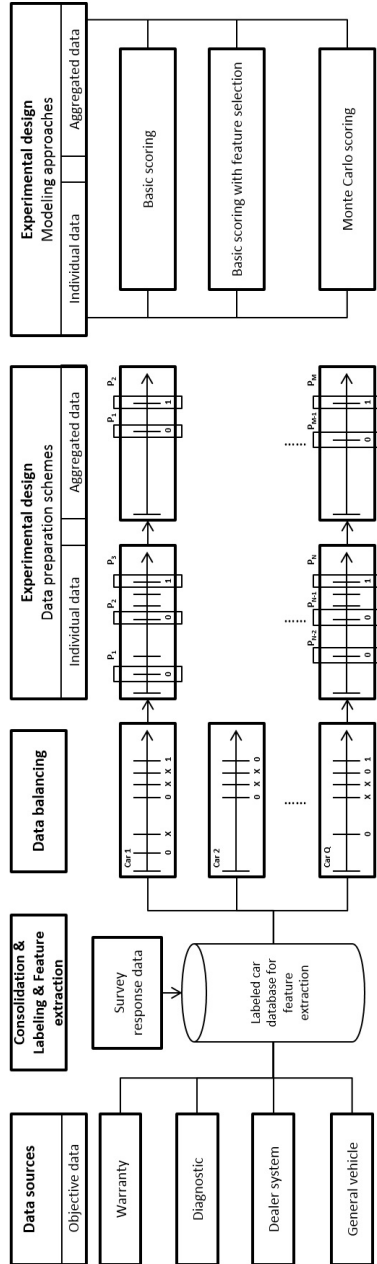 Data sources
Objective data
Warranty
Diagnostic
Dealer system
General vehicle
Consolidation &
Labeling & Feature
extraction
Survey
response data
Labeled car
database for
feature
extraction
Data balancing
Car 1
0 X 0 X X 1
Car 2
0 X X 0
......
Car Q
0 X X 0 1
Experimental design
Data preparation schemes
Individual data
Aggregated data
P1 P2 P3
0 0 1
P1 P2
0 1
......
......
PN-2 PN-1 PN
0 0 1
PM-1 PM
0 1
Experimental design
Modeling approaches
Individual data
Aggregated data
Basic scoring
Basic scoring with feature selection
Monte Carlo scoring